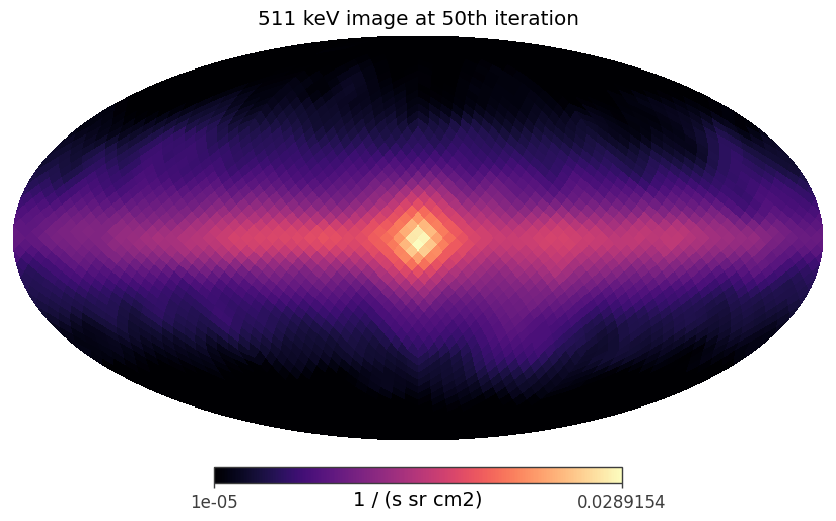 511 keV image at 50th iteration
1e-05 1 / (s sr cm2) 0.0289154